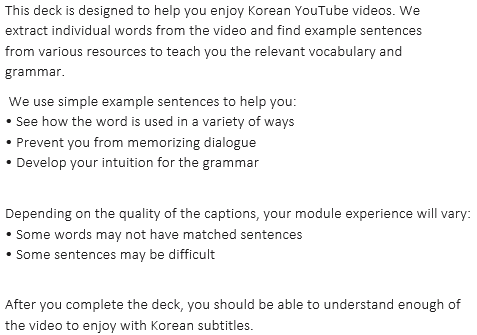 This deck is designed to help you enjoy Korean YouTube videos. We
extract individual words from the video and find example sentences
from various resources to teach you the relevant vocabulary and
grammar.
We use simple example sentences to help you:
• See how the word is used in a variety of ways
• Prevent you from memorizing dialogue
• Develop your intuition for the grammar
Depending on the quality of the captions, your module experience will vary:
• Some words may not have matched sentences
• Some sentences may be difficult
After you complete the deck, you should be able to understand enough of
the video to enjoy with Korean subtitles.